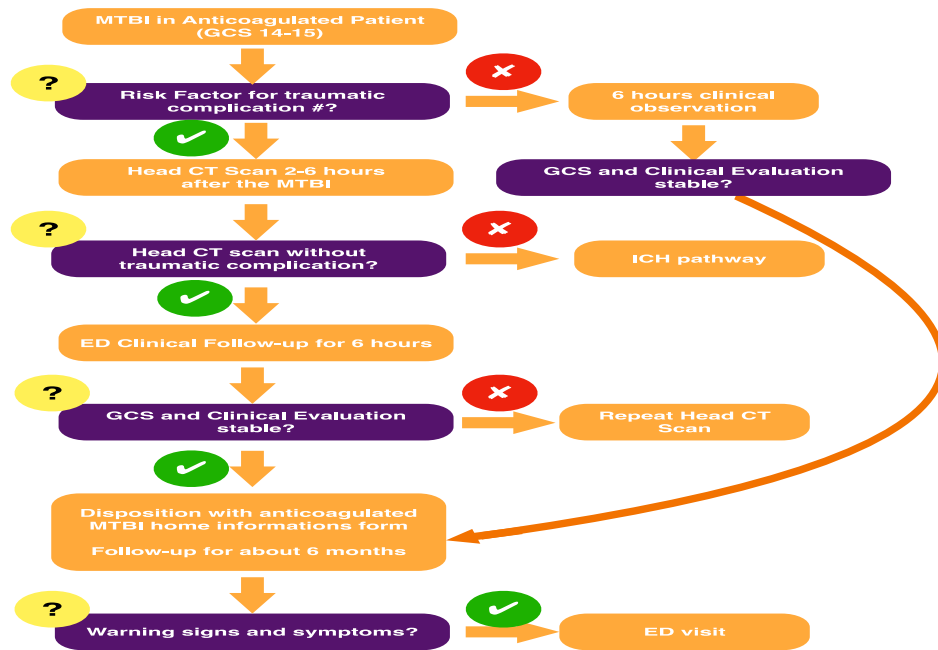 MTBI in Anticoagulated Patient
(GCS 14-15)
?
Risk Factor for traumatic
complication #?
6 hours clinical
observation
Head CT Scan 2-6 hours
after the MTBI
GCS and Clinical Evaluation
stable?
?
Head CT scan without
traumatic complication?
ICH pathway
ED Clinical Follow-up for 6 hours
?
GCS and Clinical Evaluation
stable?
Repeat Head CT
Scan
Disposition with anticoagulated
MTBI home informations form
Follow-up for about 6 months
?
Warning signs and symptoms?
ED visit